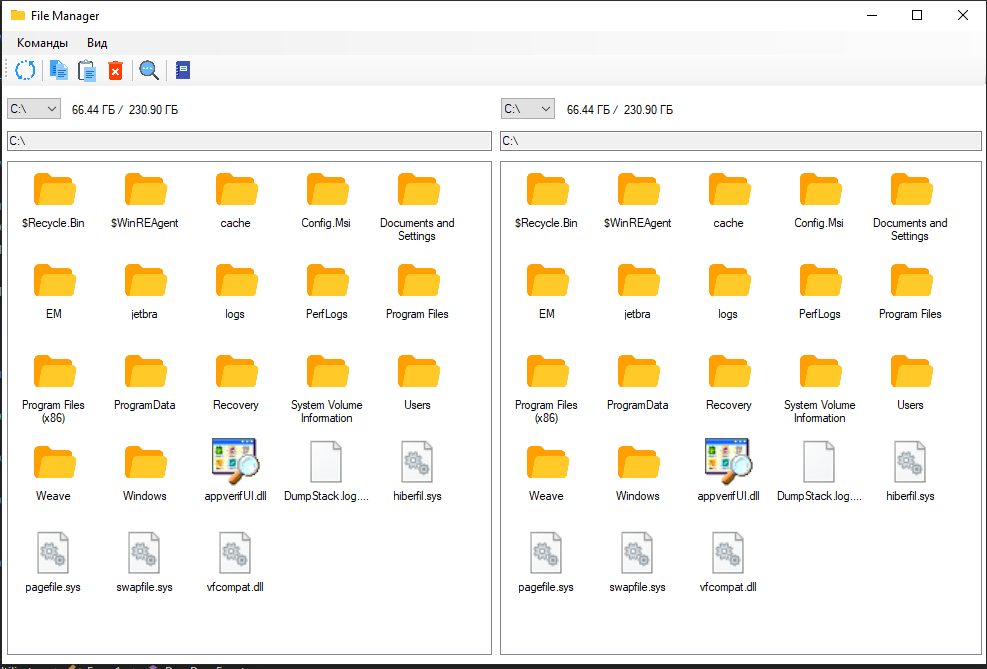 File Manager
Команды Вид
C:\ 66.44 ГБ / 230.90 ГБ C:\ 66.44 ГБ / 230.90 ГБ
C:\ C:\
$Recycle.Bin $WinREAgent cache Config.Msi Documents and Settings
EM jetbra logs PerfLogs Program Files
Program Files (x86) ProgramData Recovery System Volume Information Users
Weave Windows appverifUI.dll DumpStack.log.... hiberfil.sys
pagefile.sys swapfile.sys vfcompat.dll
$Recycle.Bin $WinREAgent cache Config.Msi Documents and Settings
EM jetbra logs PerfLogs Program Files
Program Files (x86) ProgramData Recovery System Volume Information Users
Weave Windows appverifUI.dll DumpStack.log.... hiberfil.sys
pagefile.sys swapfile.sys vfcompat.dll